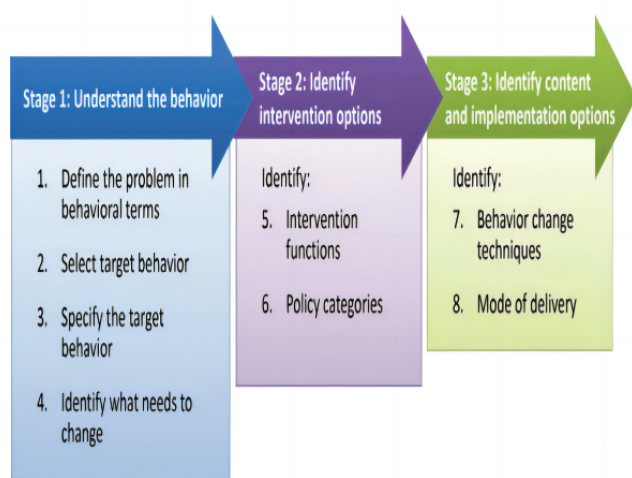 Stage 1: Understand the behavior
1. Define the problem in
behavioral terms
2. Select target behavior
3. Specify the target
behavior
4. Identify what needs to
change
Stage 2: Identify
intervention options
Identify:
5. Intervention
functions
6. Policy categories
Stage 3: Identify content
and implementation options
Identify:
7. Behavior change
techniques
8. Mode of delivery